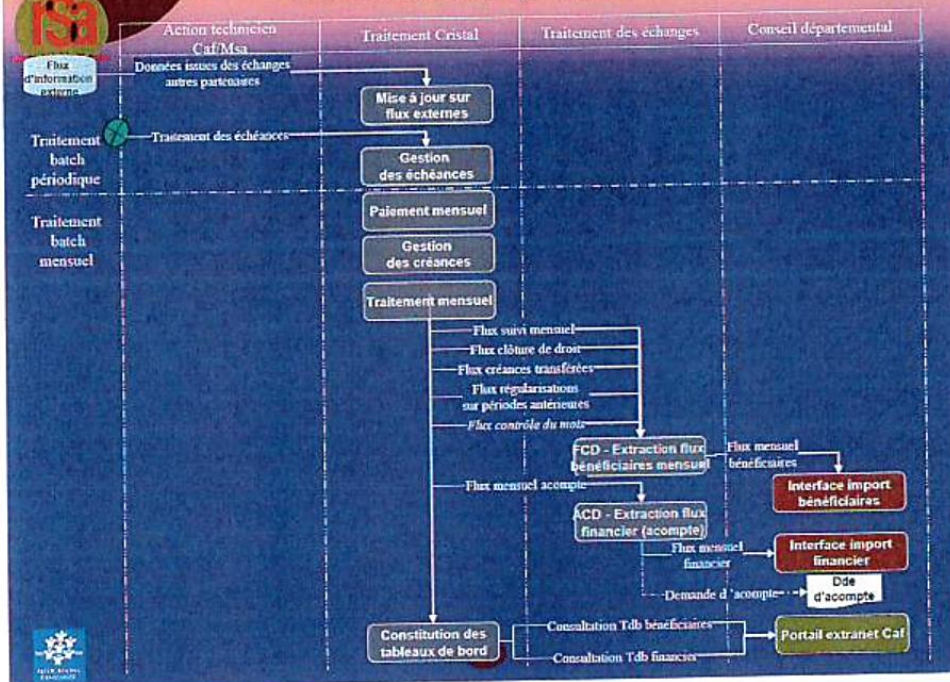 rsa
Action technicien
Caf/Msa
Traitement Cristal
Traitement des échanges
Conseil départemental
Flux
d'information
externe
Données issues des échanges
autres partenaires
Mise à jour sur
flux externes
Traitement
batch
périodique
Traitement des échéances
Gestion
des échéances
Traitement
batch
mensuel
Paiement mensuel
Gestion
des créances
Traitement mensuel
Flux suivi mensuel
Flux clôture de droit
Flux créances transférées
Flux régularisations
sur périodes antérieures
Flux contrôle du mois
FCD - Extraction flux
bénéficiaires mensuel
Flux mensuel
bénéficiaires
Interface import
bénéficiaires
Flux mensuel acompte
ACD - Extraction flux
financier (acompte)
Flux mensuel
financier
Interface import
financier
Demande d'acompte
Dde
d'acompte
Constitution des
tableaux de bord
Consultation Tdb bénéficiaires
Consultation Tdb financier
Portail extranet Caf